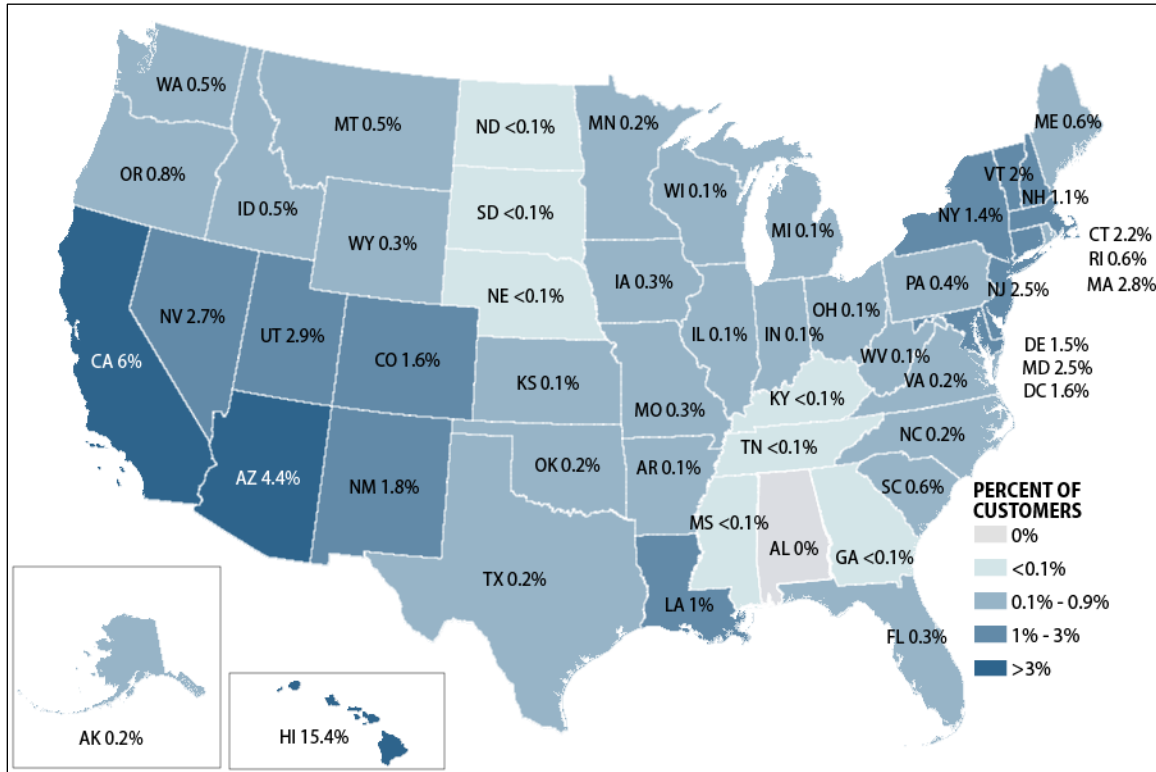 WA 0.5%
MT 0.5%
ND <0.1%
MN 0.2%
ME 0.6%
OR 0.8%
ID 0.5%
WY 0.3%
SD <0.1%
WI 0.1%
MI 0.1%
VT 2%
NH 1.1%
NY 1.4%
CT 2.2%
RI 0.6%
MA 2.8%
NE <0.1%
IA 0.3%
PA 0.4%
NJ 2.5%
NV 2.7%
UT 2.9%
CO 1.6%
IL 0.1%
IN 0.1%
OH 0.1%
CA 6%
KS 0.1%
MO 0.3%
WV 0.1%
VA 0.2%
DE 1.5%
MD 2.5%
DC 1.6%
KY <0.1%
AZ 4.4%
NM 1.8%
OK 0.2%
AR 0.1%
TN <0.1%
NC 0.2%
SC 0.6%
MS <0.1%
AL 0%
GA <0.1%
TX 0.2%
LA 1%
FL 0.3%
AK 0.2%
HI 15.4%
PERCENT OF
CUSTOMERS
0%
<0.1%
0.1% - 0.9%
1% - 3%
>3%